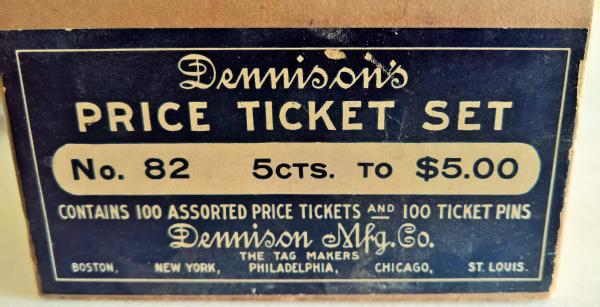 Dennison's
PRICE TICKET SET
No. 82 5CTS. TO $5.00
CONTAINS 100 ASSORTED PRICE TICKETS AND 100 TICKET PINS
Dennison Mfg. Co.
THE TAG MAKERS
BOSTON, NEW YORK, PHILADELPHIA, CHICAGO, ST. LOUIS.